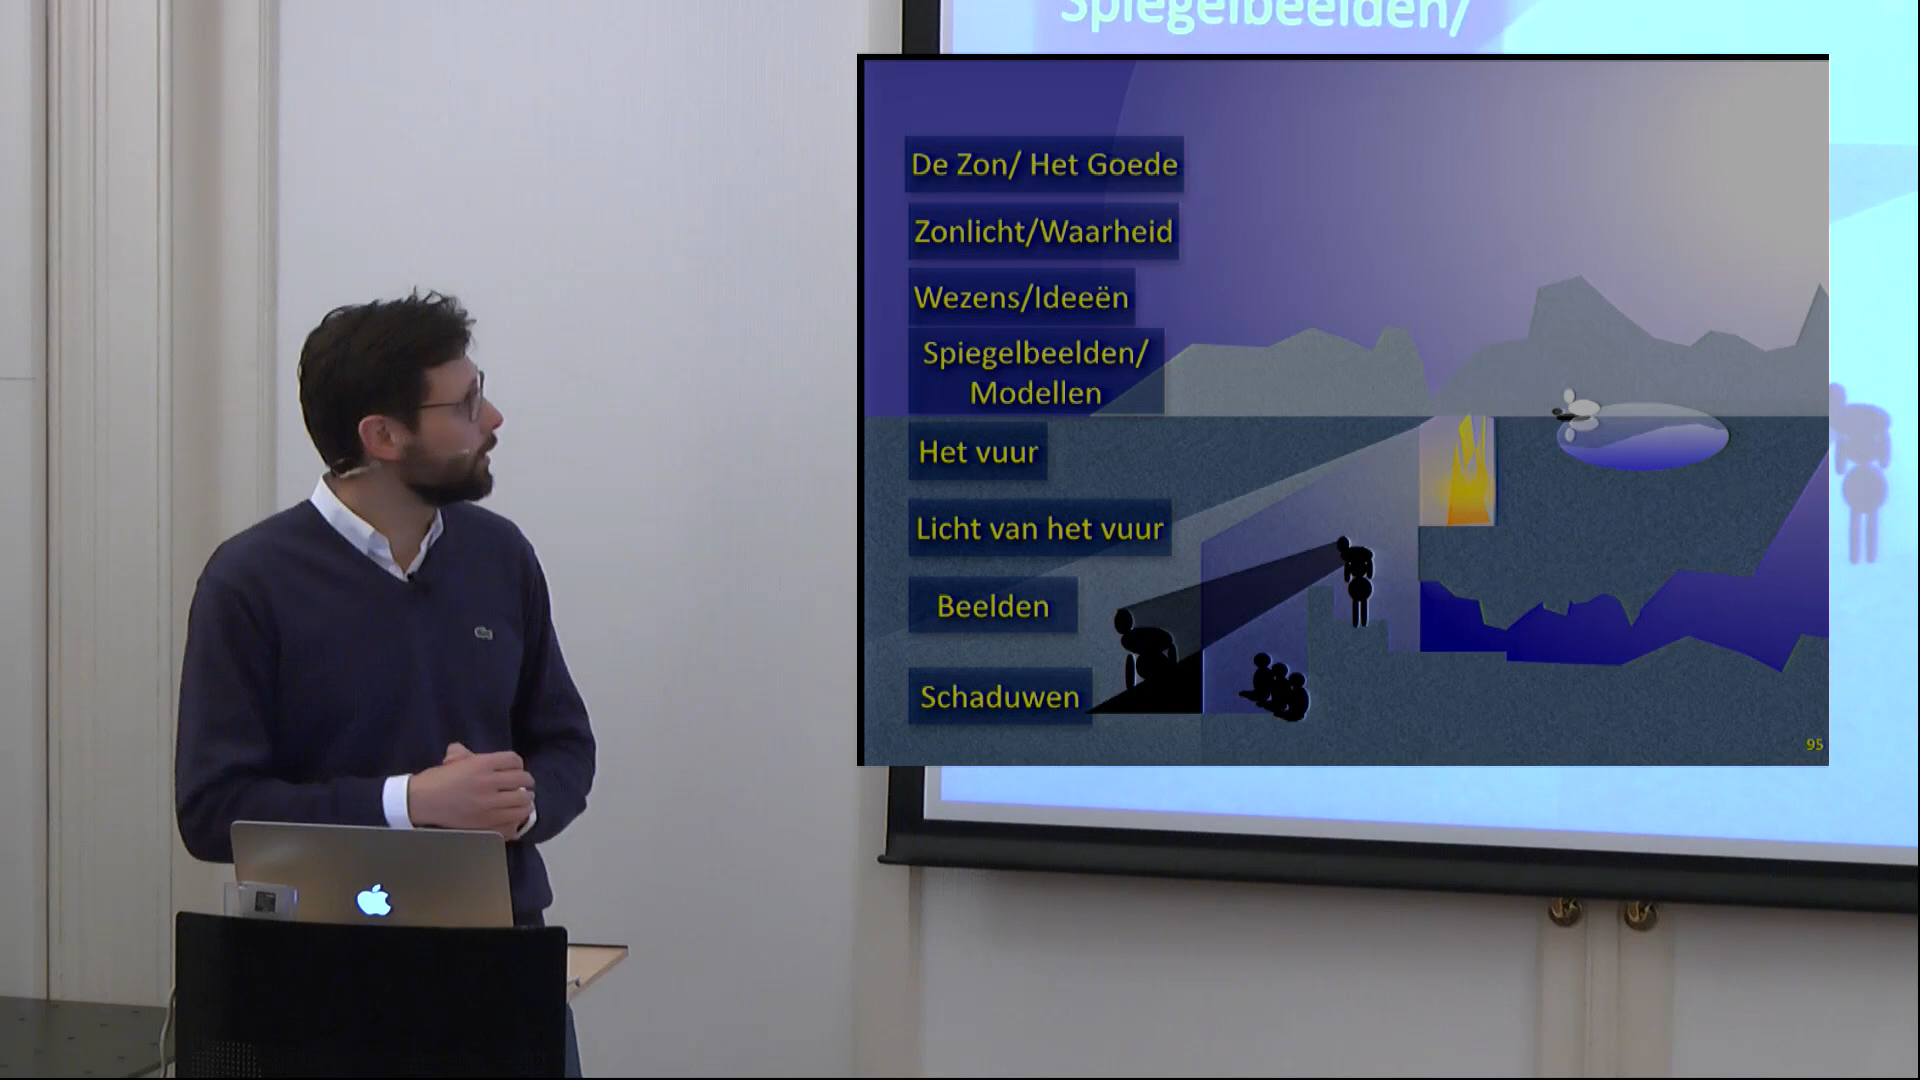 Spiegelbeelden/
De Zon/ Het Goede
Zonlicht/Waarheid
Wezens/Ideeën
Spiegelbeelden/
Modellen
Het vuur
Licht van het vuur
Beelden
Schaduwen
95